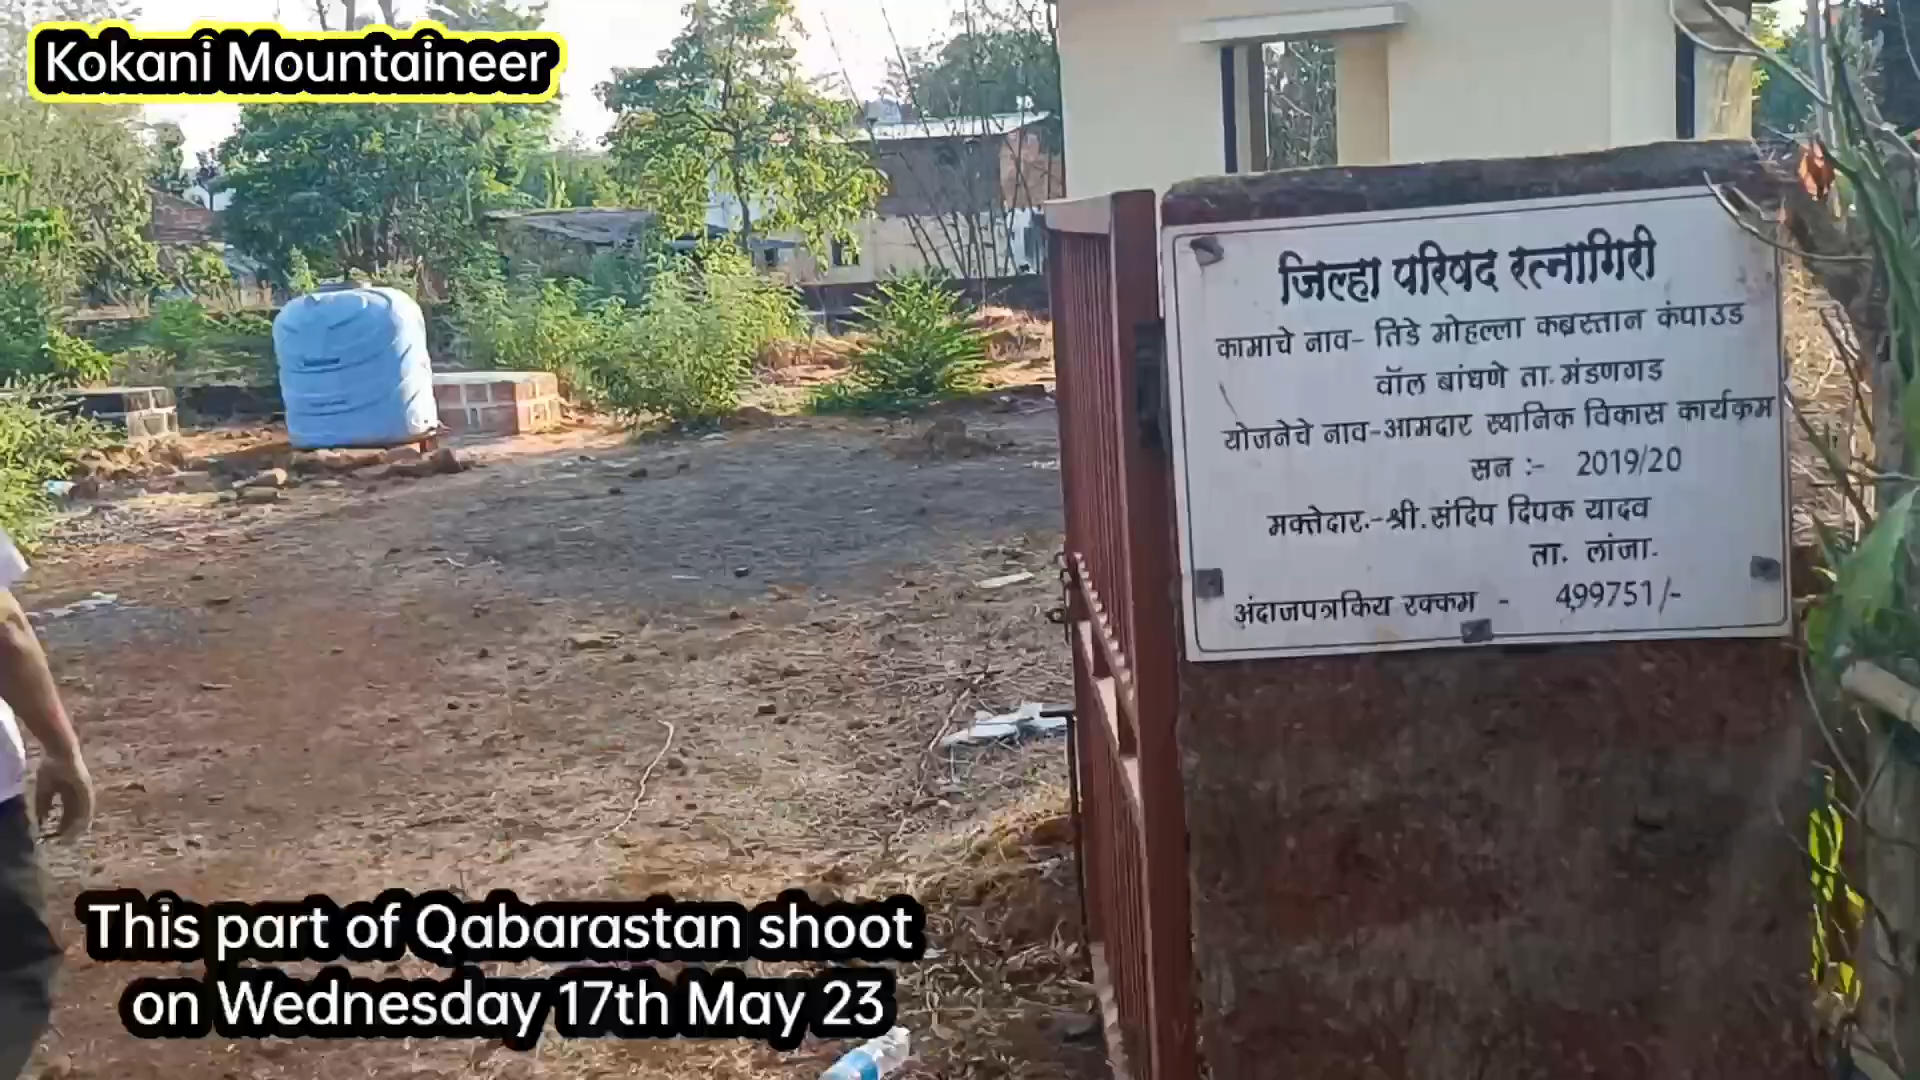 Kokani Mountaineer
जिल्हा परिषद रत्नागिरी
कामाचे नाव- तिडे मोहल्ला कब्रस्तान कंपाउड
वॉल बांधणे ता. मंडणगड
योजनेचे नाव-आमदार स्थानिक विकास कार्यक्रम
सन :- 2019/20
मक्तेदार.-श्री.संदिप दिपक यादव
ता. लांजा.
अंदाजपत्रकिय रक्कम - 499751/-
This part of Qabarastan shoot
on Wednesday 17th May 23